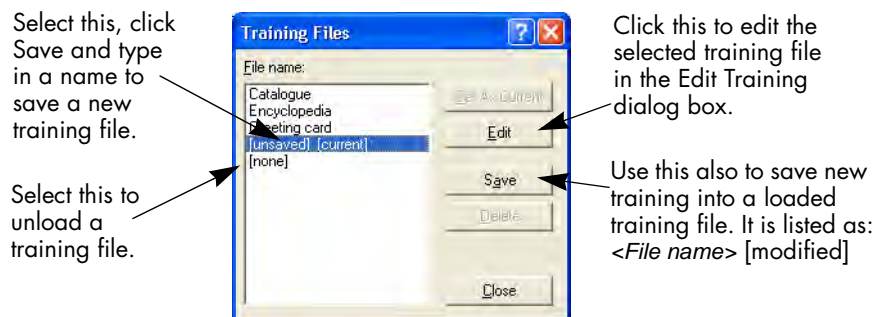 Select this, click
Save and type
in a name to
save a new
training file.
Select this to
unload a
training file.
Training Files
File name:
Catalogue
Encyclopedia
Greeting card
[unsaved] [current]
[none]
Set As Current
Edit
Save
Delete
Close
Click this to edit the
selected training file
in the Edit Training
dialog box.
Use this also to save new
training into a loaded
training file. It is listed as:
<File name> [modified]